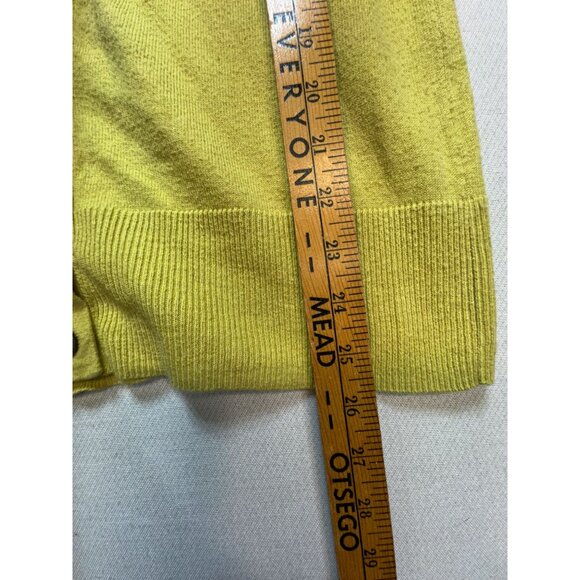 EVERYONE -- MEAD -- OTSEGO
19 20 21 22 23 24 25 26 27 28 29